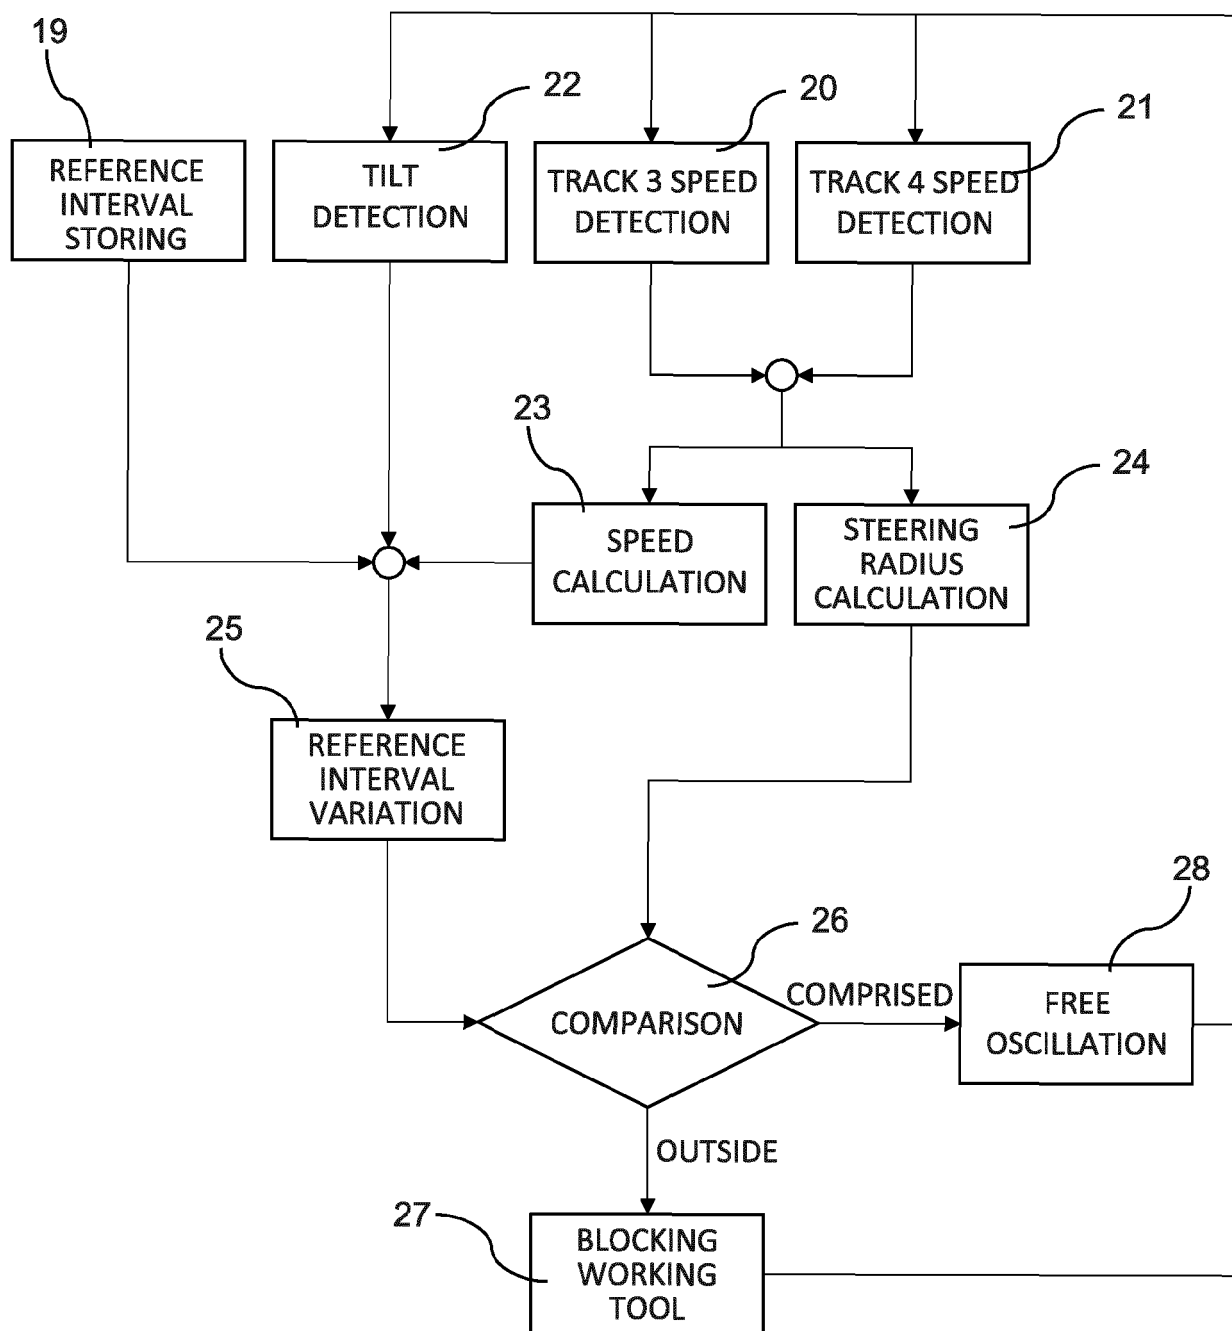 19
22
20
21
REFERENCE
INTERVAL
STORING
TILT
DETECTION
TRACK 3 SPEED
DETECTION
TRACK 4 SPEED
DETECTION
23
24
SPEED
CALCULATION
STEERING
RADIUS
CALCULATION
25
REFERENCE
INTERVAL
VARIATION
26
28
COMPARISON
COMPRISED
FREE
OSCILLATION
OUTSIDE
27
BLOCKING
WORKING
TOOL